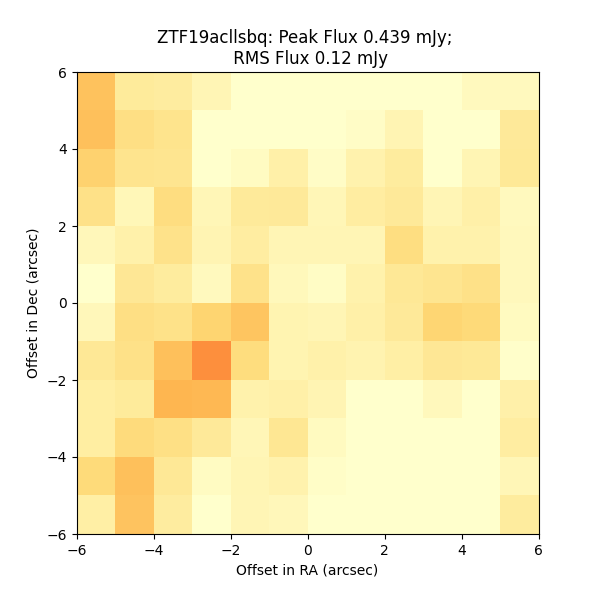 ZTF19acllsbq: Peak Flux 0.439 mJy;
RMS Flux 0.12 mJy
6
4
2
0
−2
−4
−6
Offset in Dec (arcsec)
−6 −4 −2 0 2 4 6
Offset in RA (arcsec)